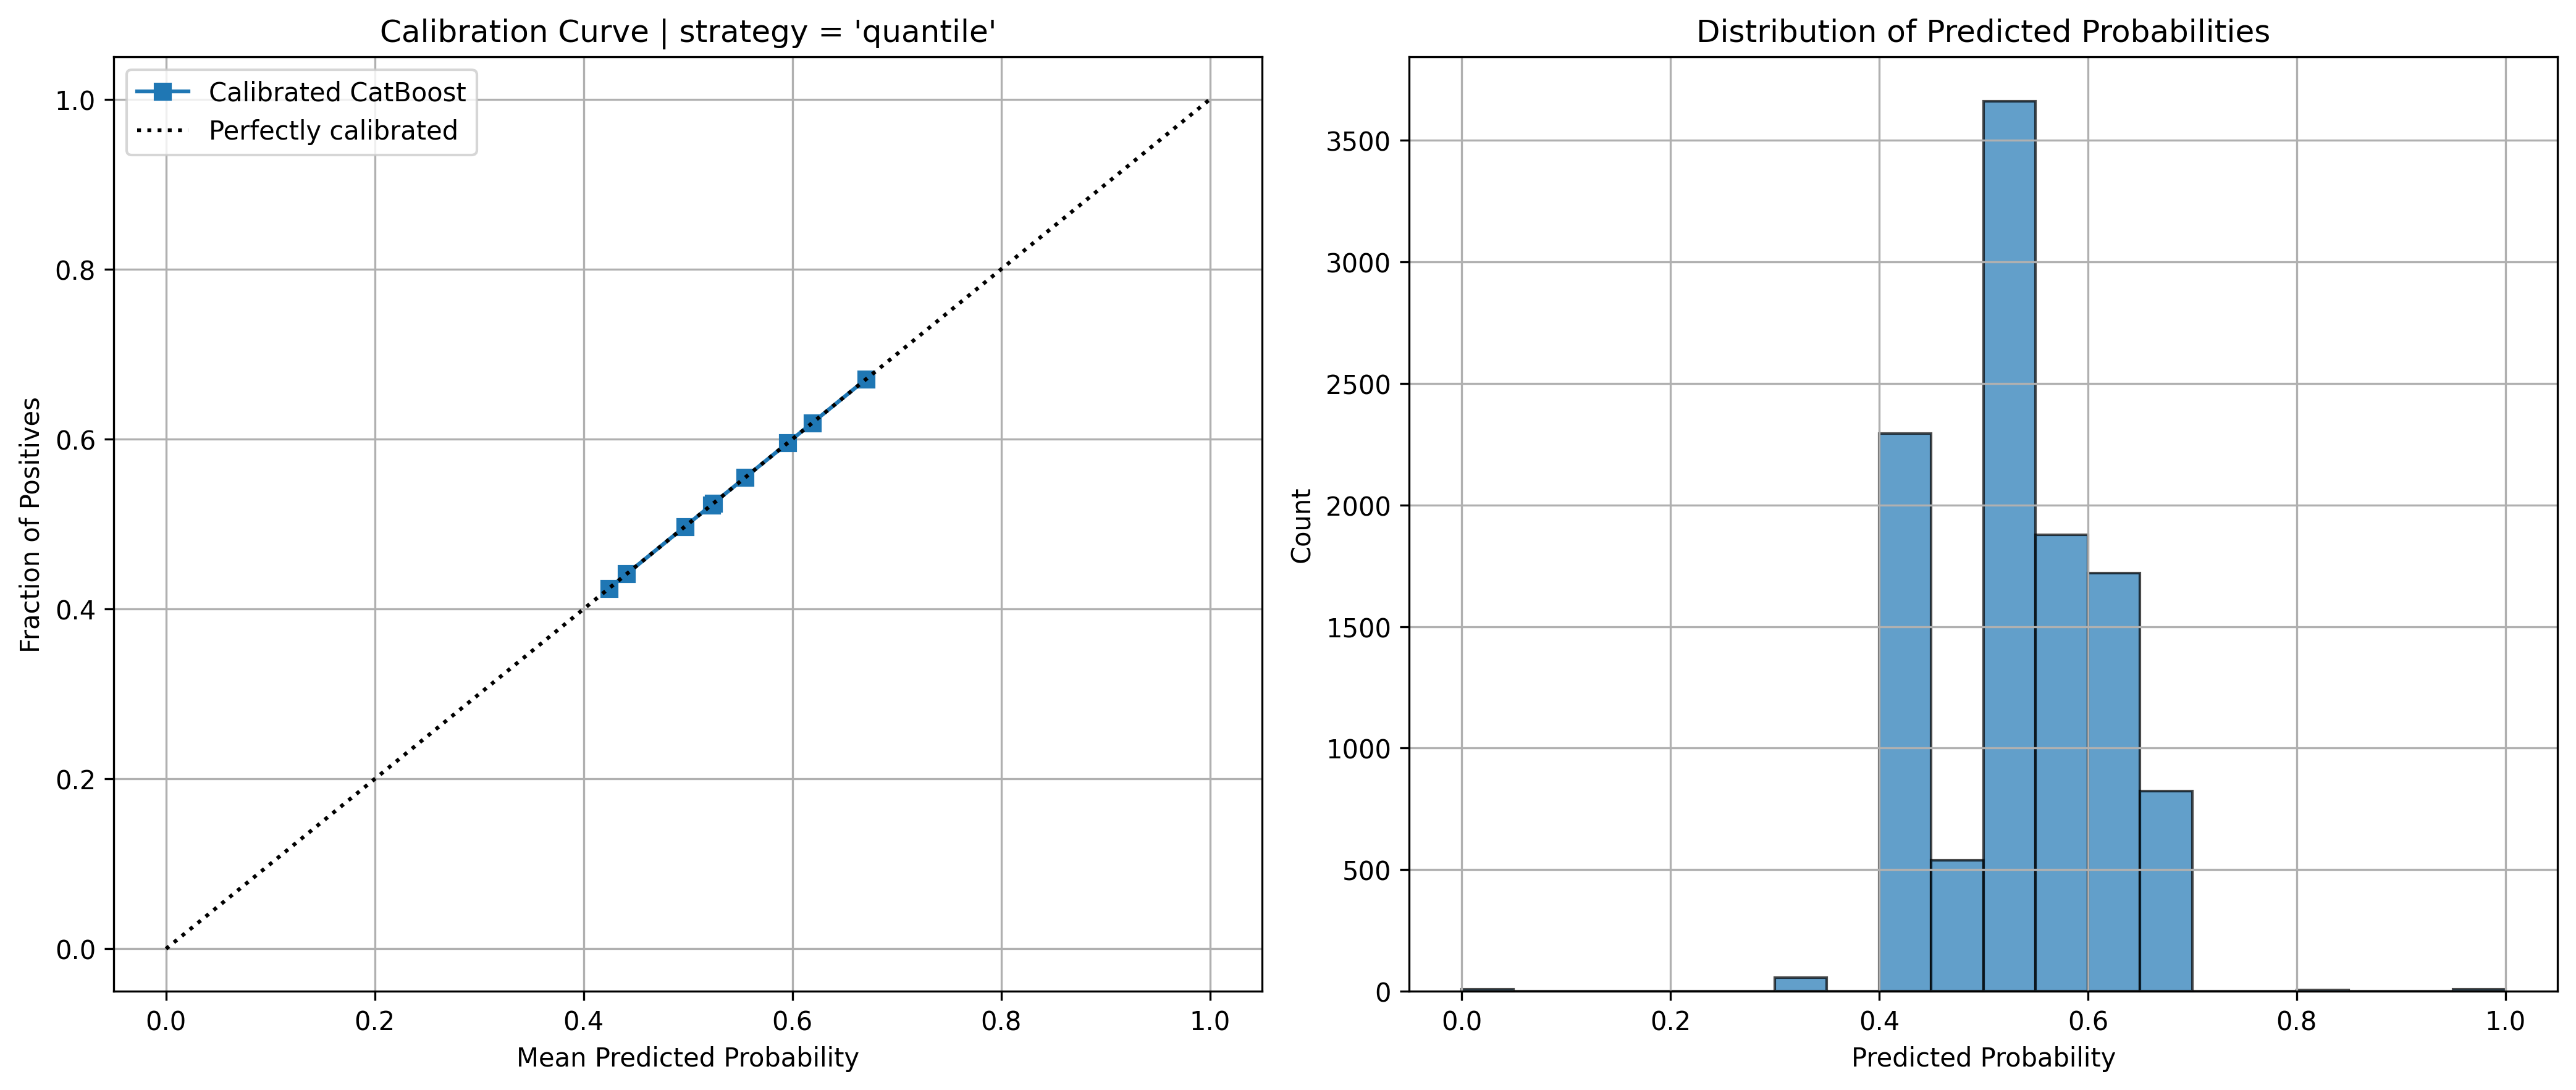 Calibration Curve | strategy = 'quantile'
Calibrated CatBoost
Perfectly calibrated
1.0
0.8
0.6
0.4
0.2
0.0
Fraction of Positives
0.0 0.2 0.4 0.6 0.8 1.0
Mean Predicted Probability
Distribution of Predicted Probabilities
3500
3000
2500
2000
1500
1000
500
0
Count
0.0 0.2 0.4 0.6 0.8 1.0
Predicted Probability